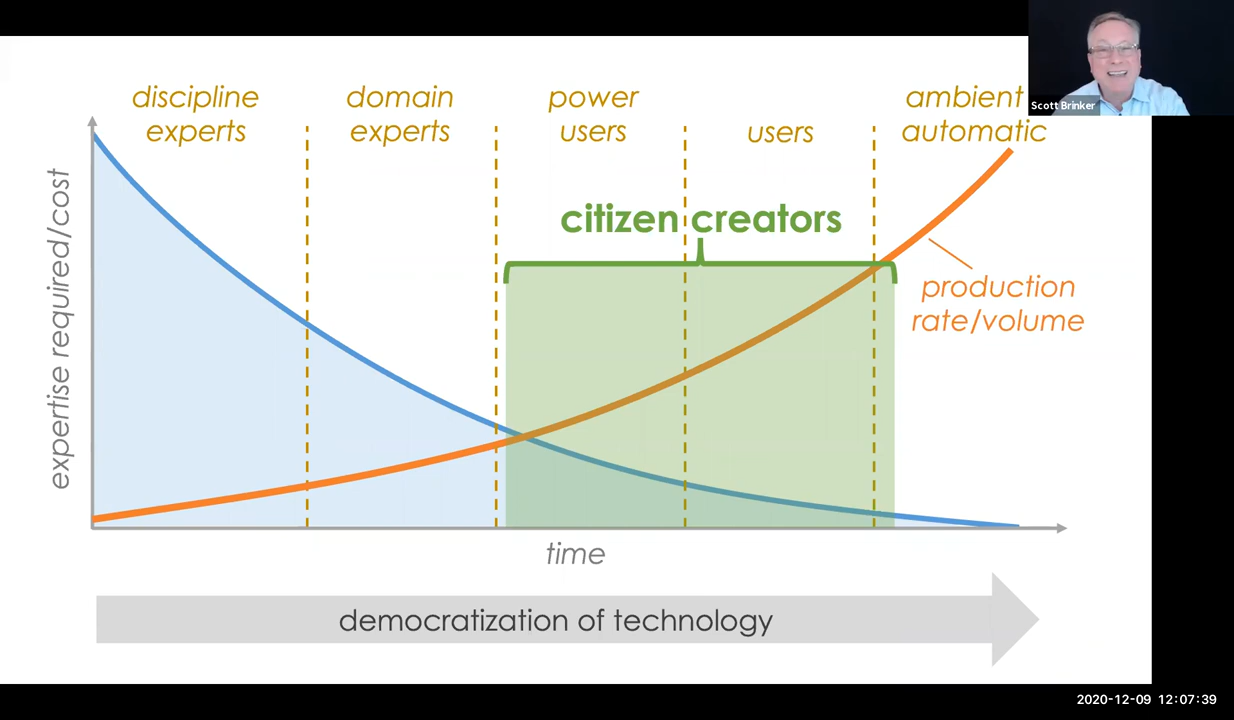 discipline
experts
domain
experts
power
users
users
ambient
automatic
Scott Brinker
expertise required/cost
citizen creators
production
rate/volume
time
democratization of technology
2020-12-09 12:07:39